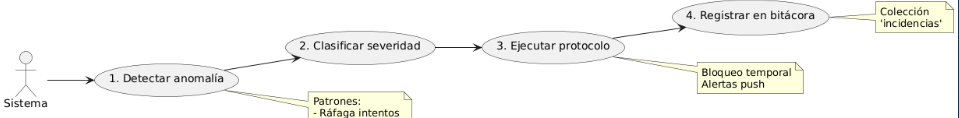 4. Registrar en bitácora
Colección
'incidencias'
2. Clasificar severidad
3. Ejecutar protocolo
1. Detectar anomalía
Bloqueo temporal
Alertas push
Sistema
Patrones:
- Ráfaga intentos